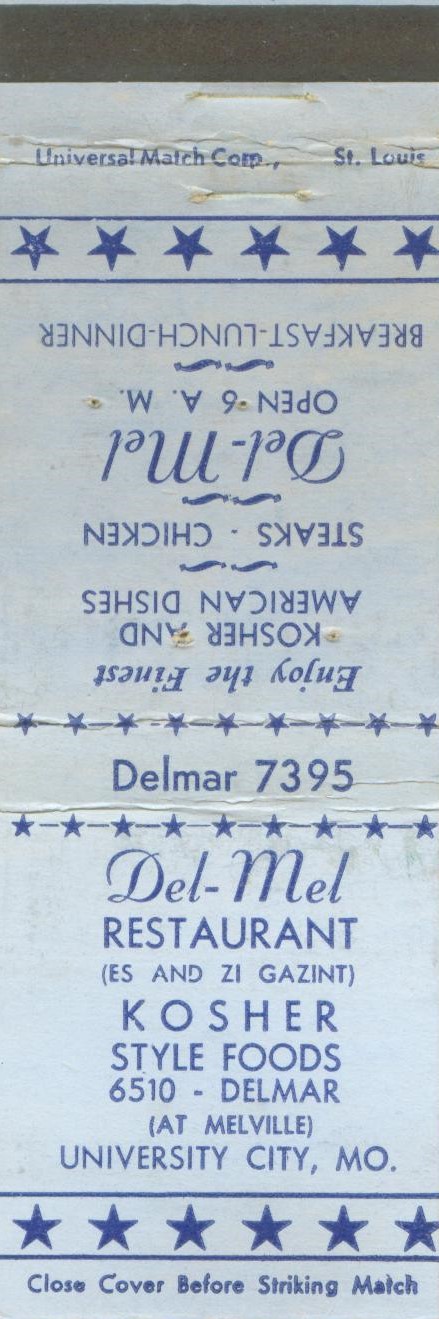 Universal Match Corp., St. Louis
Enjoy the Finest
KOSHER AND
AMERICAN DISHES
STEAKS - CHICKEN
Del-Mel
OPEN 6 A. M.
BREAKFAST-LUNCH-DINNER
Delmar 7395
Del-Mel
RESTAURANT
(ES AND ZI GAZINT)
KOSHER
STYLE FOODS
6510 - DELMAR
(AT MELVILLE)
UNIVERSITY CITY, MO.
Close Cover Before Striking Match